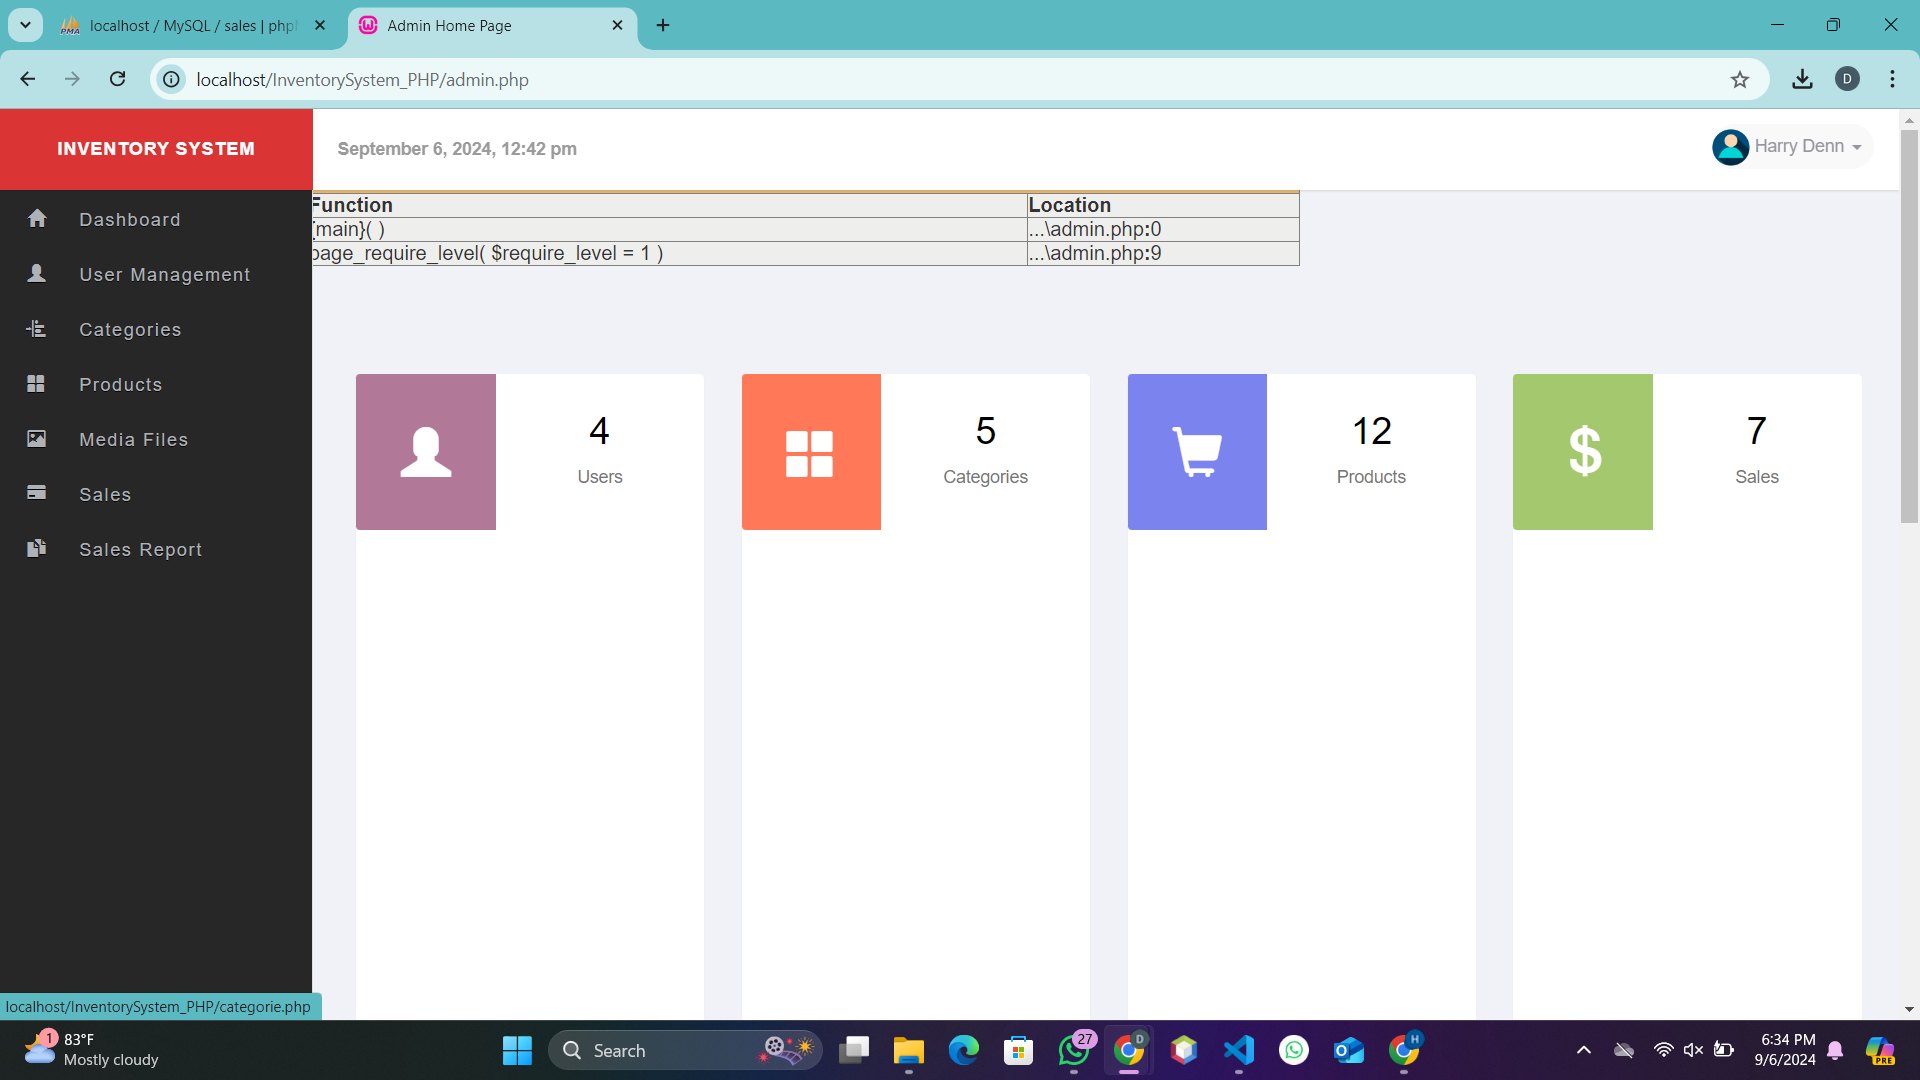 localhost / MySQL / sales | php
Admin Home Page
localhost/InventorySystem_PHP/admin.php
D
INVENTORY SYSTEM
September 6, 2024, 12:42 pm
Harry Denn
Function
Location
{main}( )
...\admin.php:0
page_require_level( $require_level = 1 )
...\admin.php:9
Dashboard
User Management
Categories
Products
Media Files
Sales
Sales Report
4
Users
5
Categories
12
Products
$
7
Sales
localhost/InventorySystem_PHP/categorie.php
1
83°F
Mostly cloudy
Search
27
D
H
6:34 PM
9/6/2024
PRE